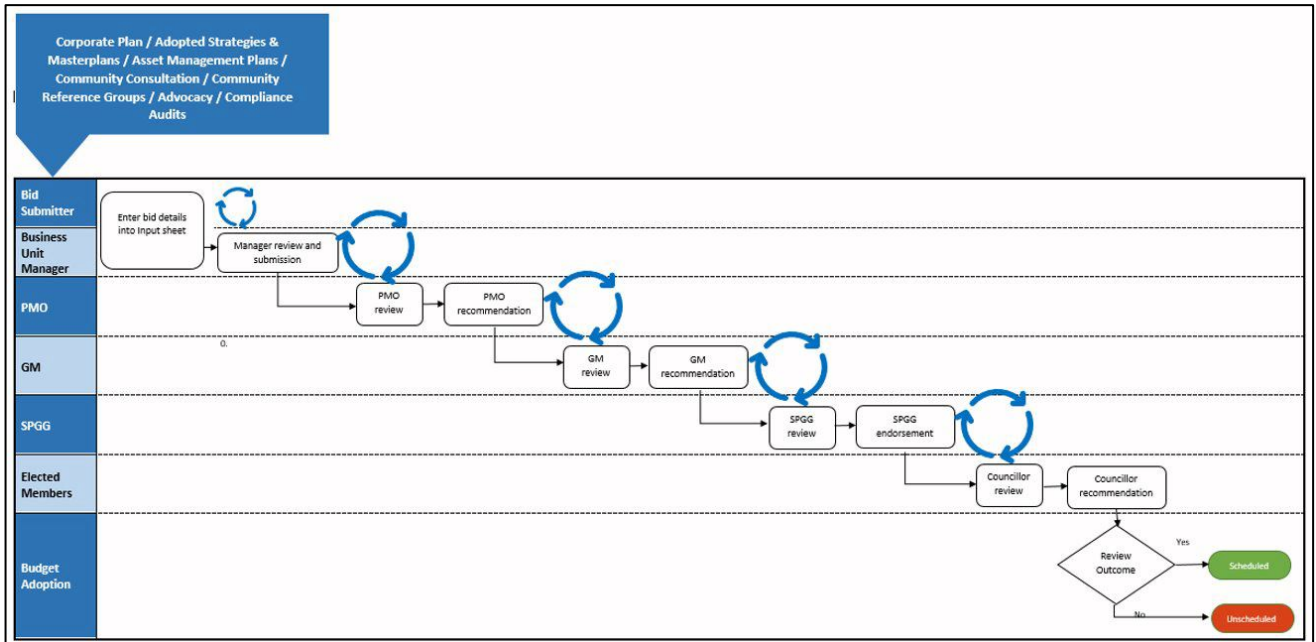 Corporate Plan / Adopted Strategies &
Masterplans / Asset Management Plans /
Community Consultation / Community
Reference Groups / Advocacy / Compliance
Audits
Bid
Submitter
Enter bid details
into Input sheet
Business
Unit
Manager
Manager review and
submission
PMO
PMO
review
PMO
recommendation
0.
GM
GM
review
GM
recommendation
SPGG
SPGG
review
SPGG
endorsement
Elected
Members
Councillor
review
Councillor
recommendation
Budget
Adoption
Review
Outcome
Yes
Scheduled
No
Unscheduled